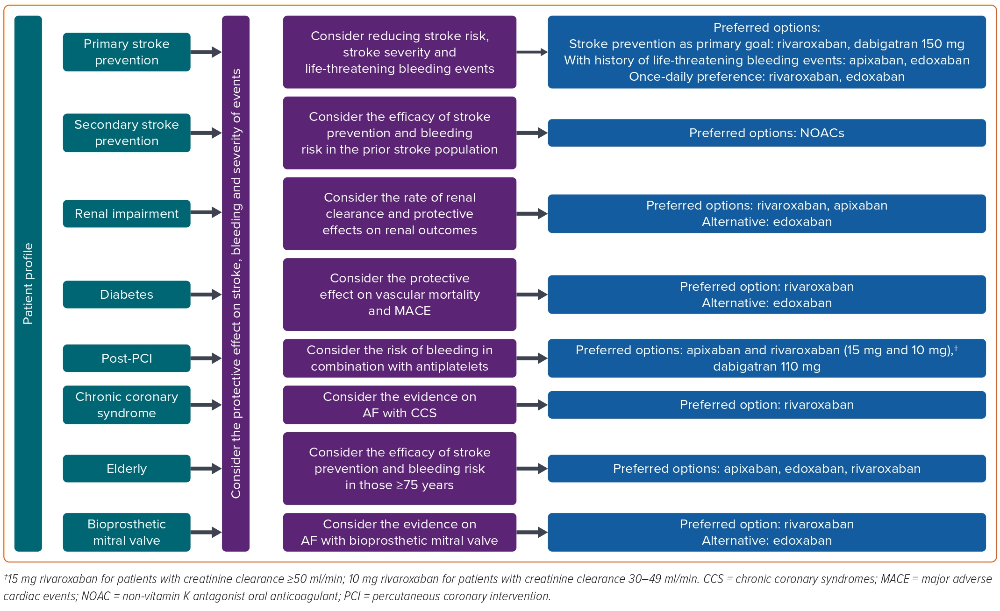 Patient profile
Primary stroke
prevention
Consider the protective effect on stroke, bleeding and severity of events
Consider reducing stroke risk,
stroke severity and
life-threatening bleeding events
Preferred options:
Stroke prevention as primary goal: rivaroxaban, dabigatran 150 mg
With history of life-threatening bleeding events: apixaban, edoxaban
Once-daily preference: rivaroxaban, edoxaban
Secondary stroke
prevention
Consider the efficacy of stroke
prevention and bleeding
risk in the prior stroke population
Preferred options: NOACs
Renal impairment
Consider the rate of renal
clearance and protective
effects on renal outcomes
Preferred options: rivaroxaban, apixaban
Alternative: edoxaban
Diabetes
Consider the protective
effect on vascular mortality
and MACE
Preferred option: rivaroxaban
Alternative: edoxaban
Post-PCI
Consider the risk of bleeding in
combination with antiplatelets
Preferred options: apixaban and rivaroxaban (15 mg and 10 mg),†
dabigatran 110 mg
Chronic coronary
syndrome
Consider the evidence on
AF with CCS
Preferred option: rivaroxaban
Elderly
Consider the efficacy of stroke
prevention and bleeding risk
in those ≥75 years
Preferred options: apixaban, edoxaban, rivaroxaban
Bioprosthetic
mitral valve
Consider the evidence on
AF with bioprosthetic mitral valve
Preferred option: rivaroxaban
Alternative: edoxaban
†15 mg rivaroxaban for patients with creatinine clearance ≥50 ml/min; 10 mg rivaroxaban for patients with creatinine clearance 30–49 ml/min. CCS = chronic coronary syndromes; MACE = major adverse
cardiac events; NOAC = non-vitamin K antagonist oral anticoagulant; PCI = percutaneous coronary intervention.